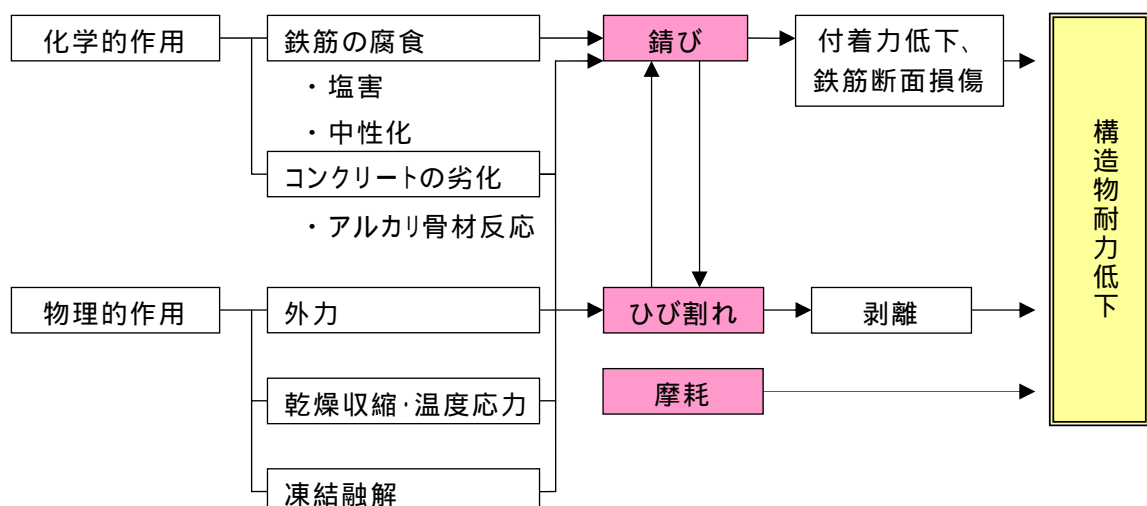 化学的作用
鉄筋の腐食
錆び
付着力低下、
鉄筋断面損傷
・塩害
・中性化
コンクリートの劣化
・アルカリ骨材反応
構造物耐力低下
物理的作用
外力
ひび割れ
剥離
摩耗
乾燥収縮・温度応力
凍結融解